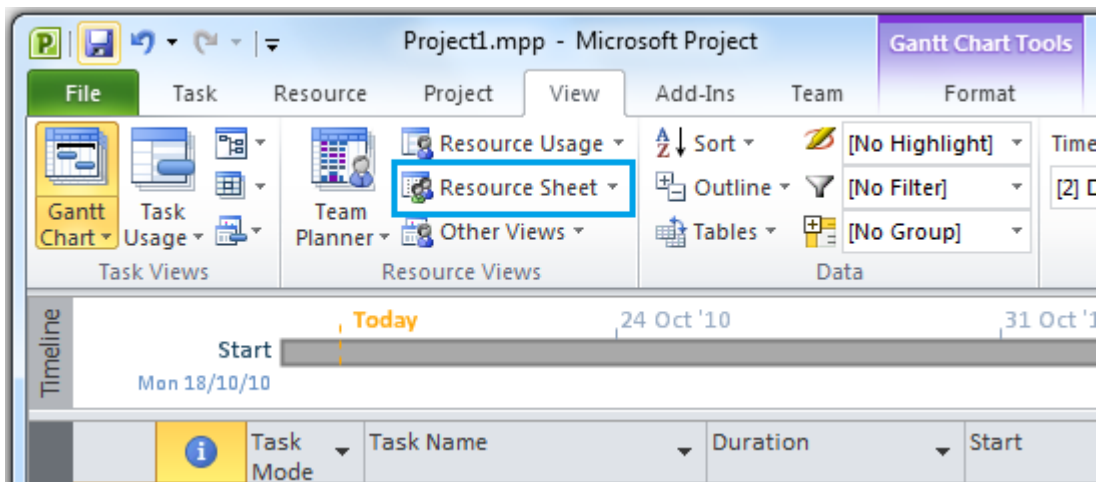 Project1.mpp - Microsoft Project
Gantt Chart Tools
File Task Resource Project View Add-Ins Team Format
Resource Usage
Sort
[No Highlight]
Time
Resource Sheet
Outline
[No Filter]
[2] D
Gantt Chart
Task Usage
Team Planner
Other Views
Tables
[No Group]
Task Views
Resource Views
Data
Timeline
Today
24 Oct '10
31 Oct '1
Start
Mon 18/10/10
Task Mode
Task Name
Duration
Start